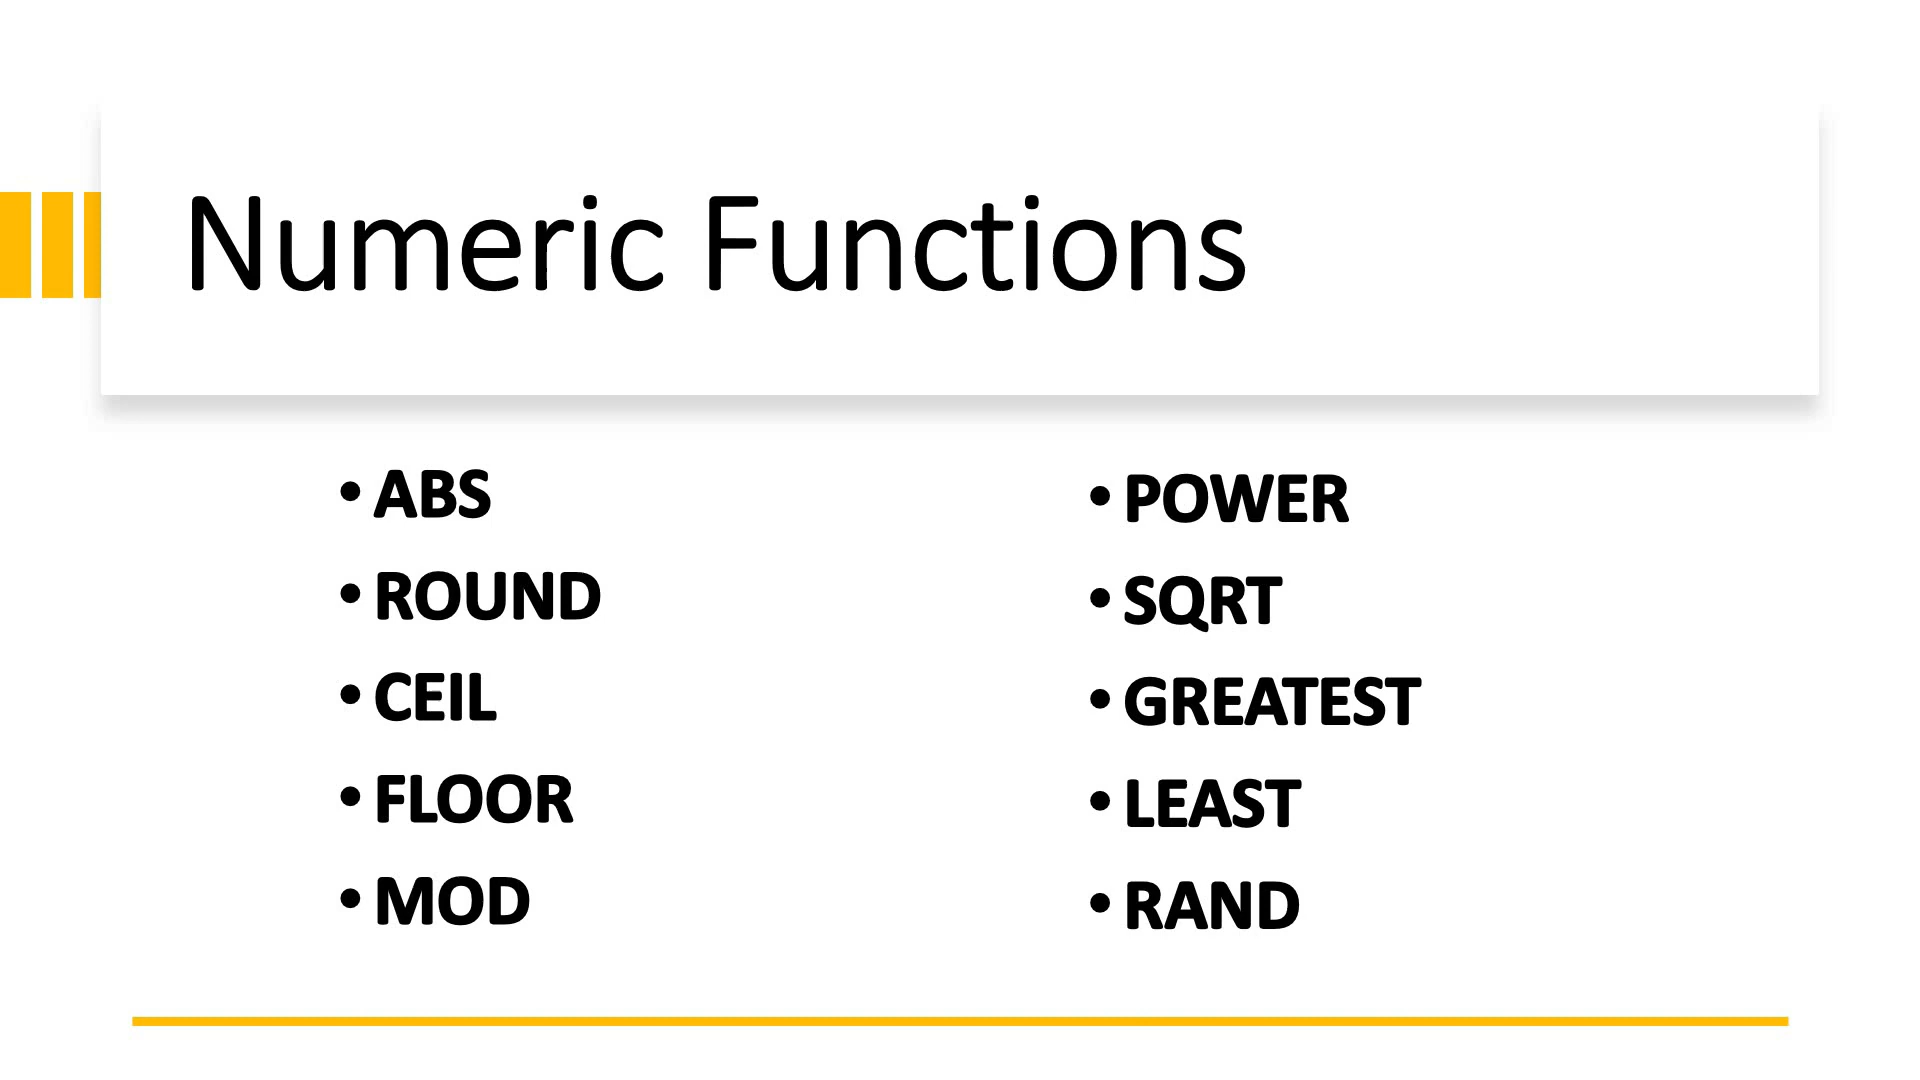 Numeric Functions
• ABS
• ROUND
• CEIL
• FLOOR
• MOD
• POWER
• SQRT
• GREATEST
• LEAST
• RAND